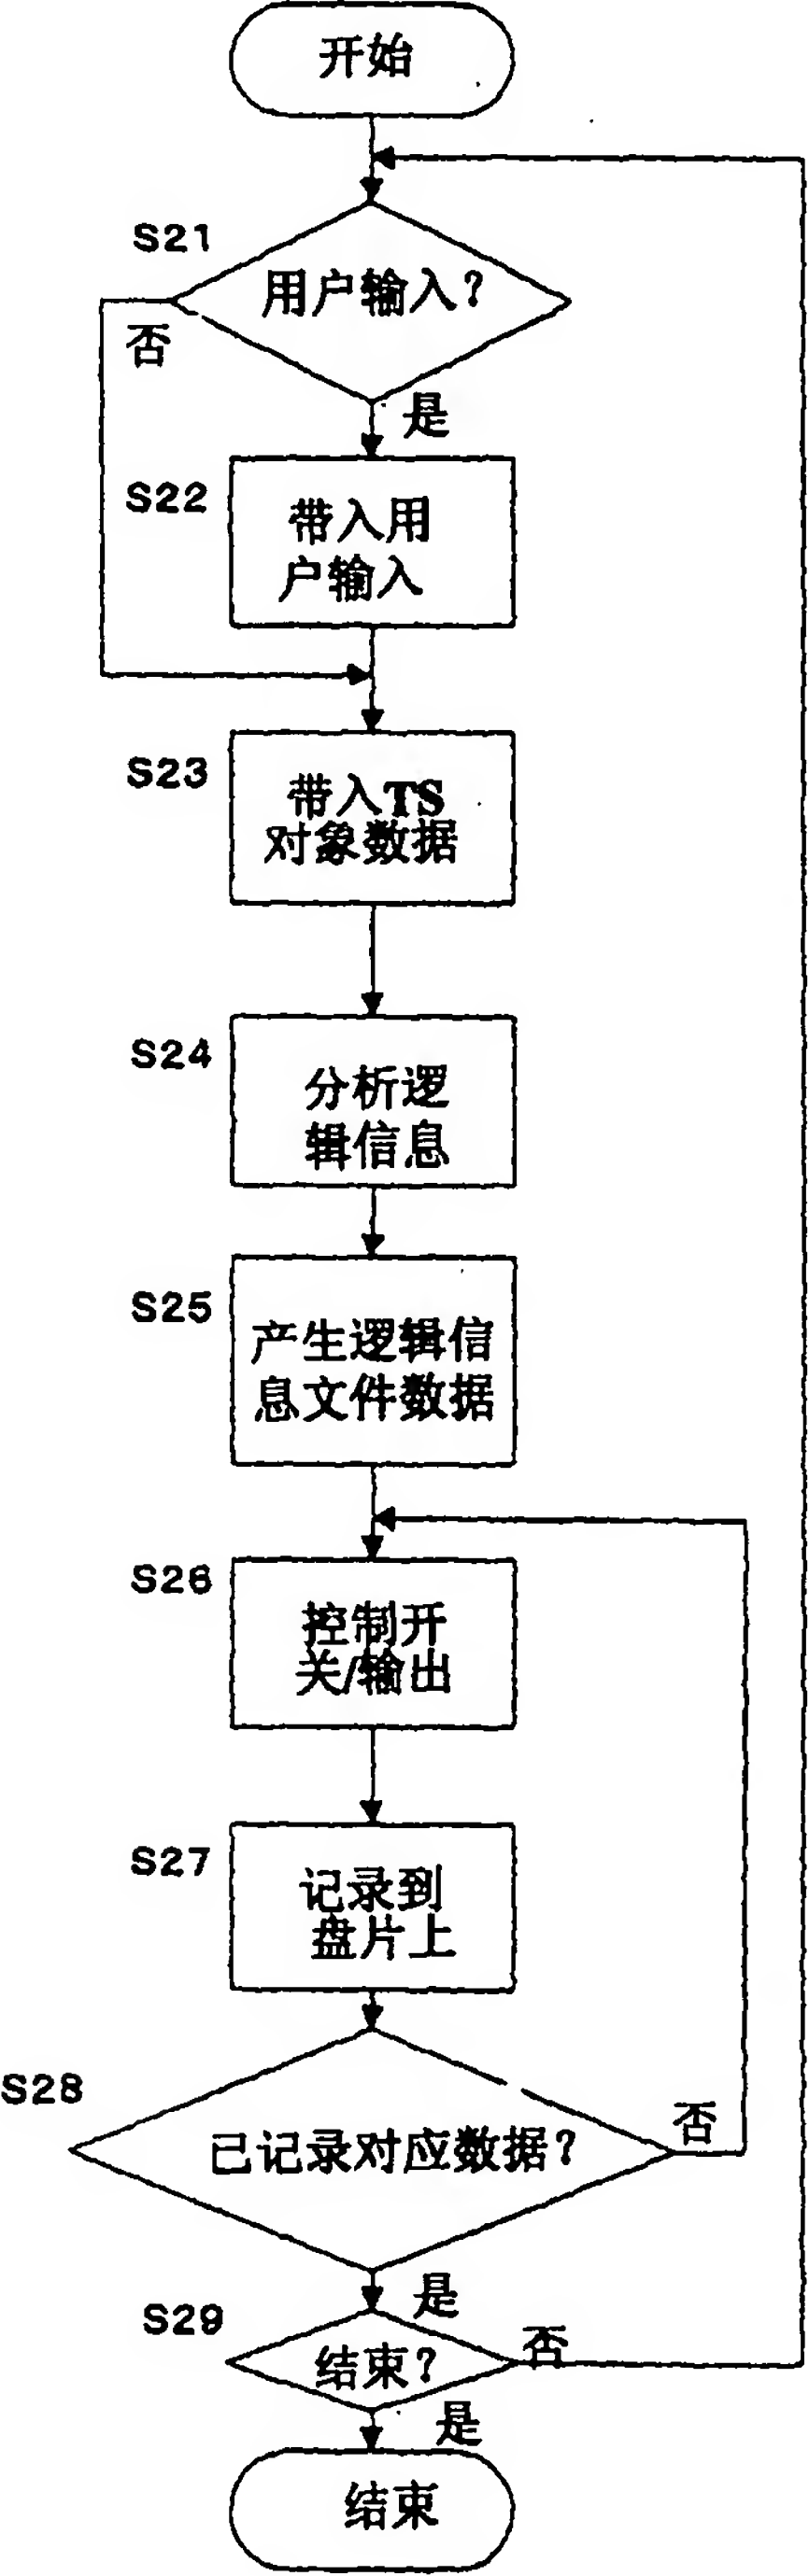 开始
S21
用户输入?
否
是
S22
带入用
户输入
S23
带入TS
对象数据
S24
分析逻
辑信息
S25
产生逻辑信
息文件数据
S26
控制开
关/输出
S27
记录到
盘片上
S28
已记录对应数据?
否
是
S29
结束?
否
是
结束